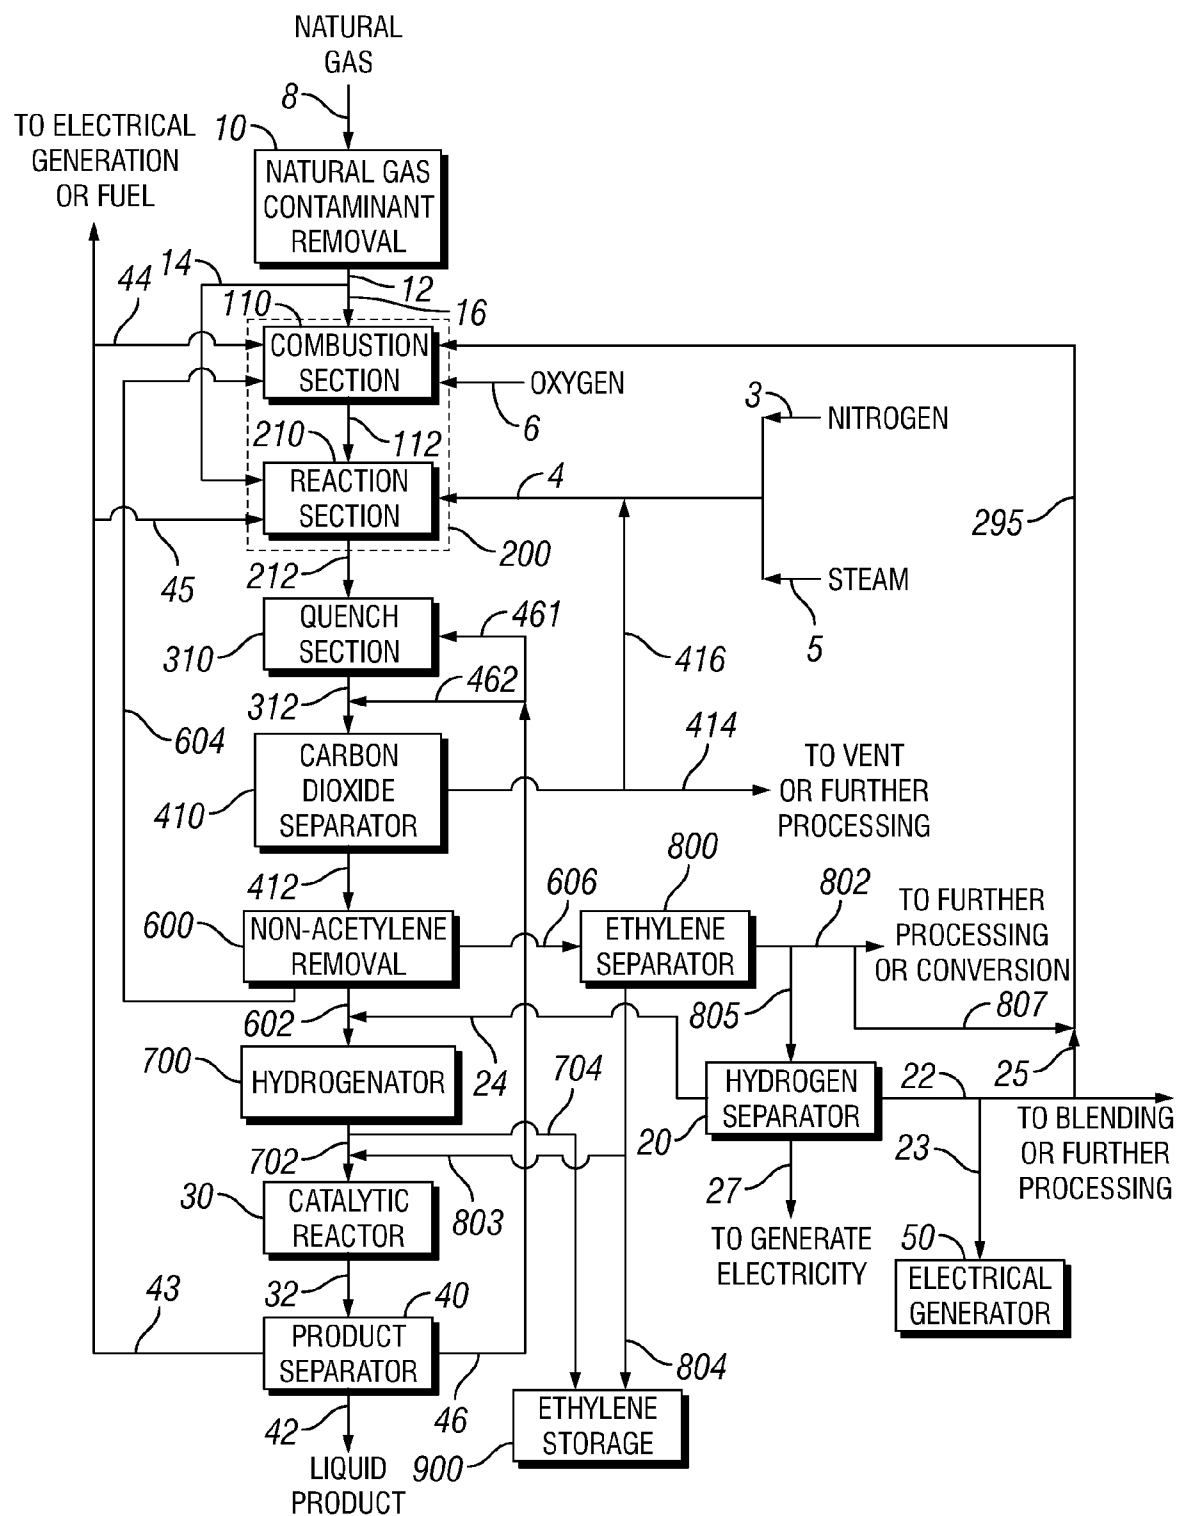 NATURAL
GAS
8
TO ELECTRICAL
GENERATION
OR FUEL
10
NATURAL GAS
CONTAMINANT
REMOVAL
14
12
44
110
16
COMBUSTION
SECTION
OXYGEN
6
3
NITROGEN
112
210
REACTION
SECTION
4
295
200
45
212
STEAM
5
QUENCH
SECTION
461
310
416
462
312
604
414
CARBON
DIOXIDE
SEPARATOR
410
TO VENT
OR FURTHER
PROCESSING
412
800
606
802
600
NON-ACETYLENE
REMOVAL
ETHYLENE
SEPARATOR
TO FURTHER
PROCESSING
OR CONVERSION
805
807
602
24
700
HYDROGENATOR
704
HYDROGEN
SEPARATOR
22
25
20
TO BLENDING
OR FURTHER
PROCESSING
702
23
27
30
CATALYTIC
REACTOR
803
TO GENERATE
ELECTRICITY
50
ELECTRICAL
GENERATOR
32
43
40
PRODUCT
SEPARATOR
804
42
46
ETHYLENE
STORAGE
900
LIQUID
PRODUCT